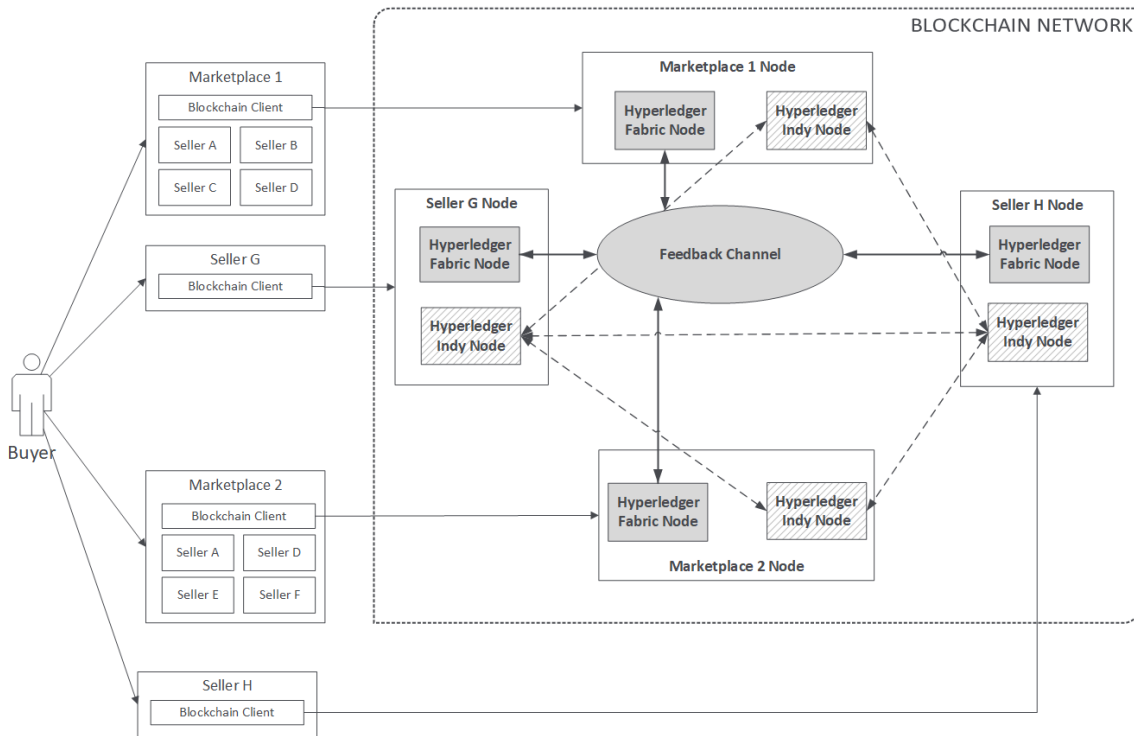 BLOCKCHAIN NETWORK
Marketplace 1
Blockchain Client
Seller A
Seller B
Seller C
Seller D
Seller G
Blockchain Client
Buyer
Marketplace 2
Blockchain Client
Seller A
Seller D
Seller E
Seller F
Seller H
Blockchain Client
Marketplace 1 Node
Hyperledger
Fabric Node
Hyperledger
Indy Node
Seller G Node
Hyperledger
Fabric Node
Hyperledger
Indy Node
Feedback Channel
Seller H Node
Hyperledger
Fabric Node
Hyperledger
Indy Node
Hyperledger
Fabric Node
Hyperledger
Indy Node
Marketplace 2 Node